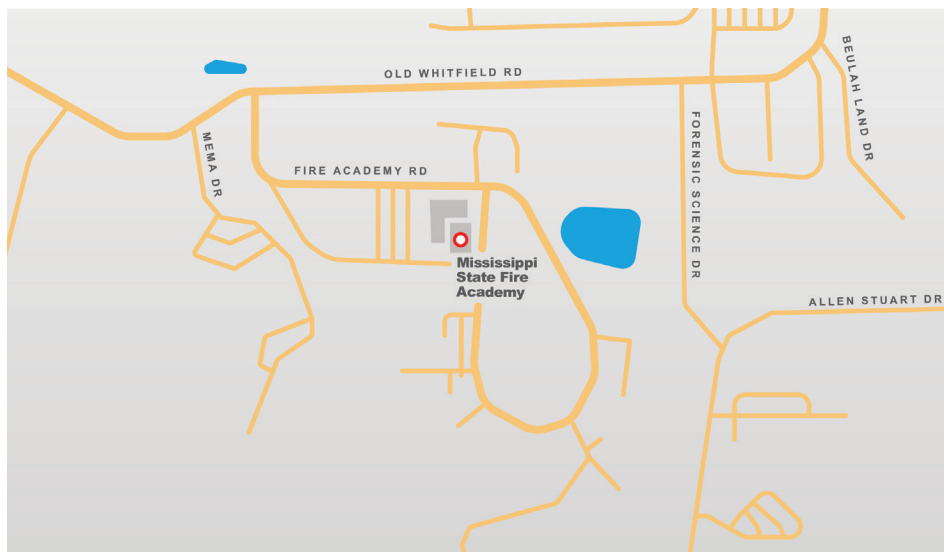 OLD WHITFIELD RD
BEULAH LAND DR
MEMA DR
FIRE ACADEMY RD
FORENSIC SCIENCE DR
Mississippi
State Fire
Academy
ALLEN STUART DR